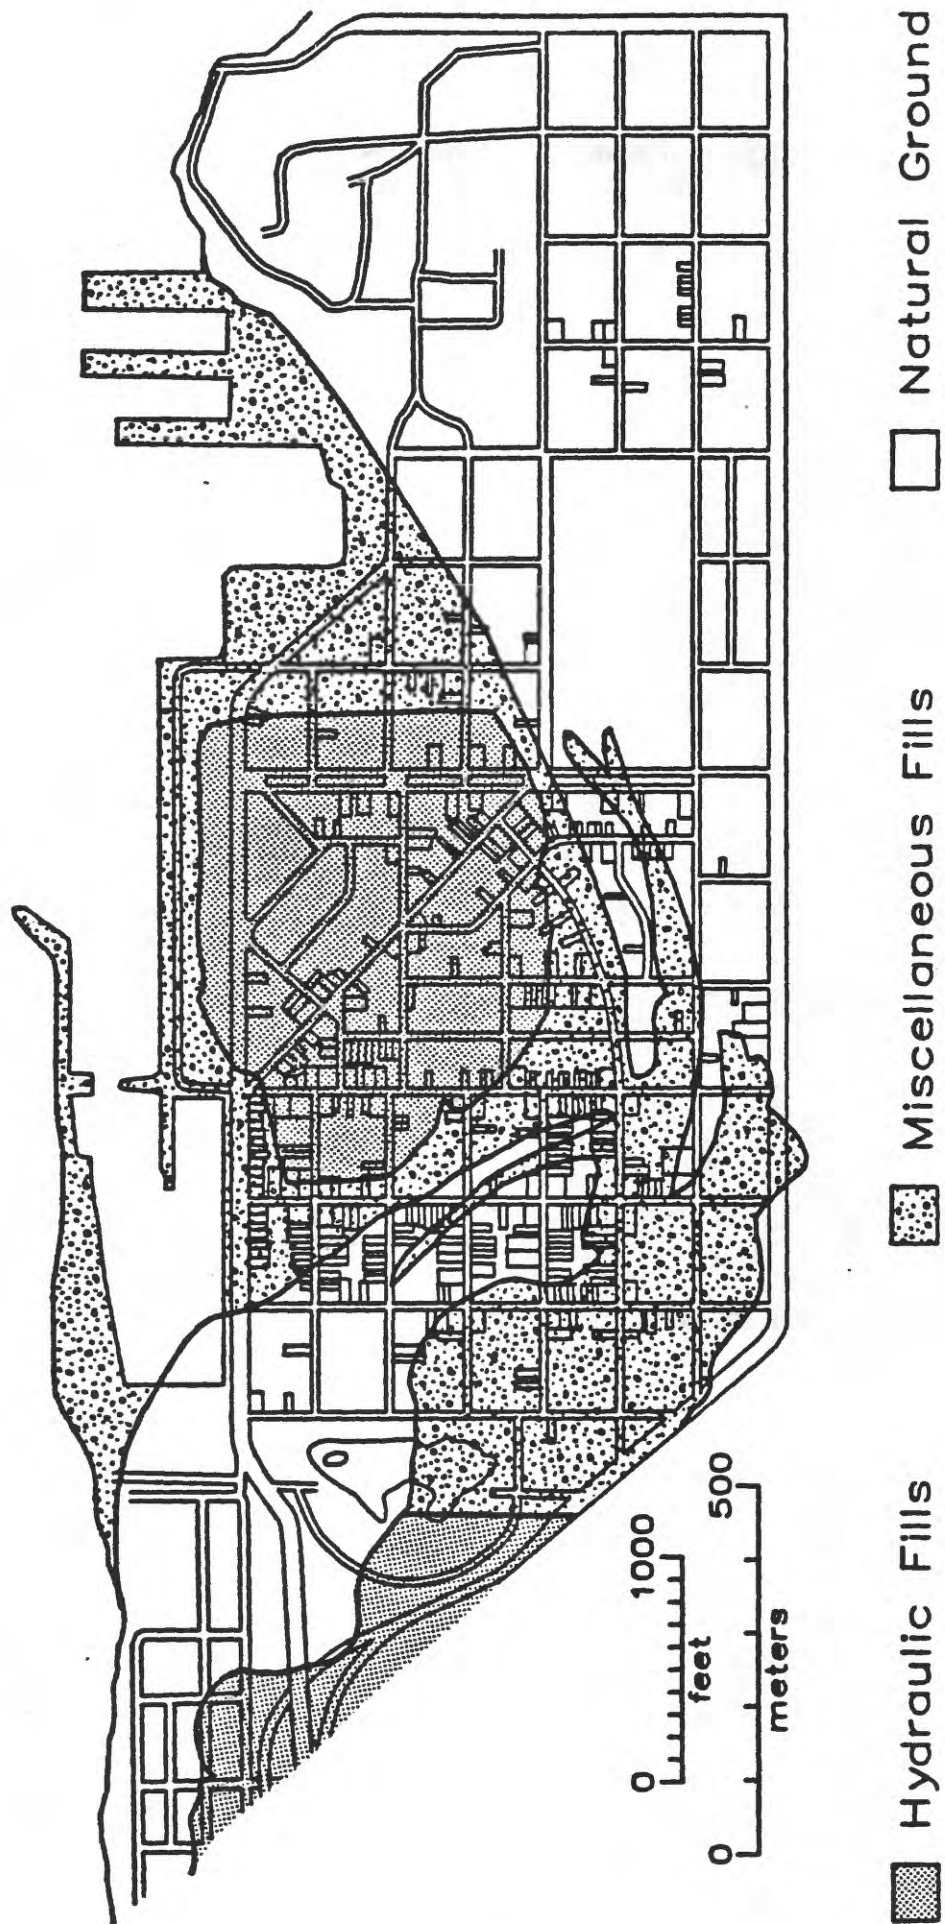 0 1000
feet
0 500
meters
Hydraulic Fills
Miscellaneous Fills
Natural Ground